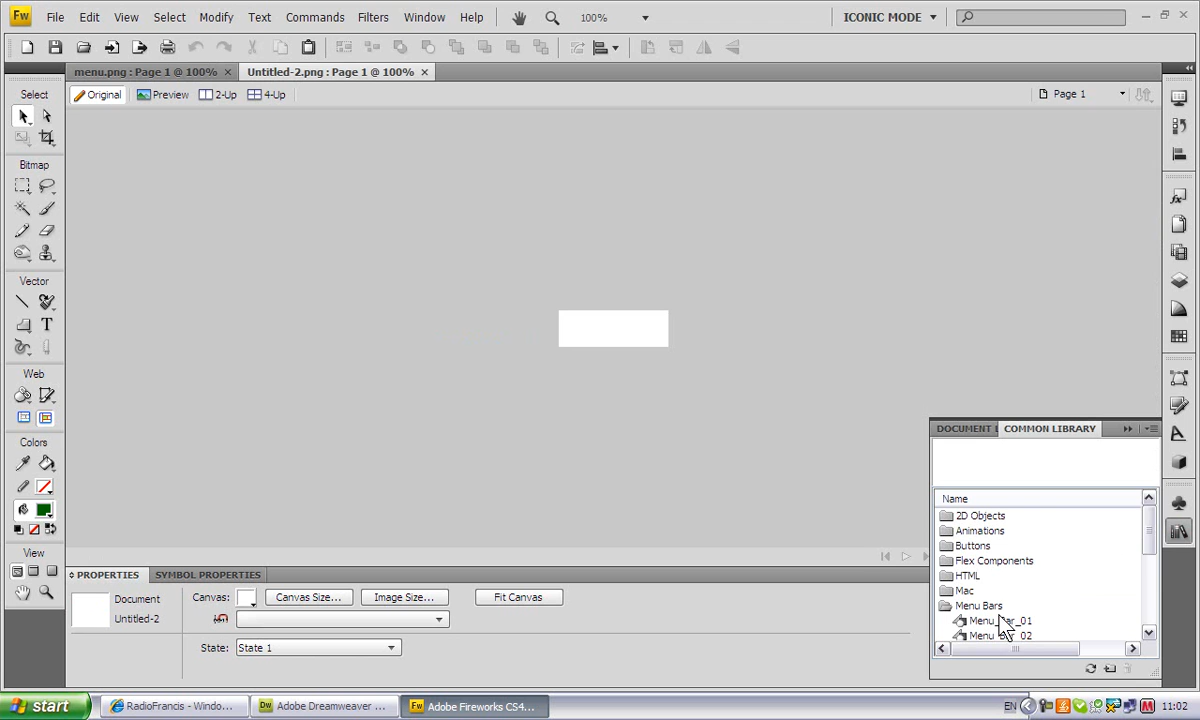 Fw File Edit View Select Modify Text Commands Filters Window Help 100% ICONIC MODE
menu.png : Page 1 @ 100% Untitled-2.png : Page 1 @ 100%
Original Preview 2-Up 4-Up Page 1
Select
Bitmap
Vector
T
Web
Colors
View
DOCUMENT L COMMON LIBRARY
Name
2D Objects
Animations
Buttons
Flex Components
HTML
Mac
Menu Bars
Menu_Bar_01
PROPERTIES SYMBOL PROPERTIES
Document
Untitled-2
Canvas: Canvas Size... Image Size... Fit Canvas
State: State 1
start RadioFrancis - Windo... Dw Adobe Dreamweaver ... Fw Adobe Fireworks CS4... EN 11:02